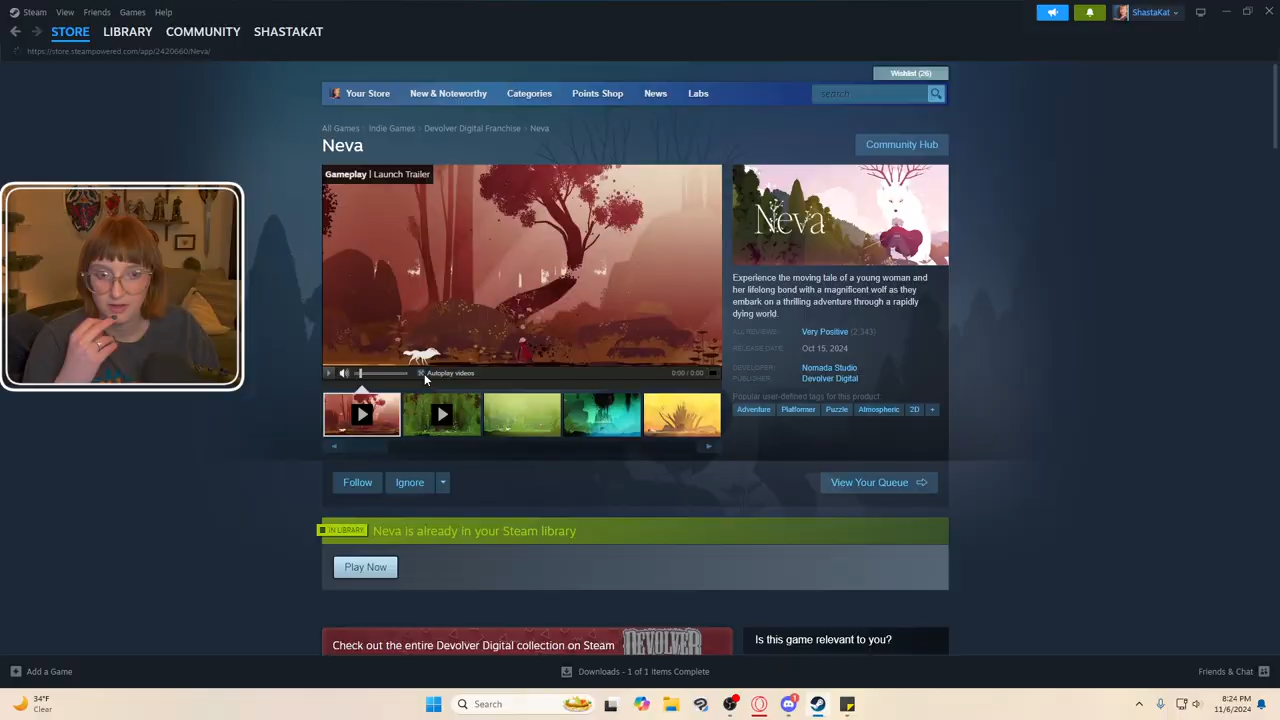 Steam View Friends Games Help
ShastaKat
STORE LIBRARY COMMUNITY SHASTAKAT
https://store.steampowered.com/app/2420660/Neva/
Wishlist (26)
Your Store New & Noteworthy Categories Points Shop News Labs search
All Games Indie Games Devolver Digital Franchise Neva
Neva
Community Hub
Gameplay | Launch Trailer
Neva
Experience the moving tale of a young woman and
her lifelong bond with a magnificent wolf as they
embark on a thrilling adventure through a rapidly
dying world.
ALL REVIEWS: Very Positive (2,343)
RELEASE DATE: Oct 15, 2024
DEVELOPER: Nomada Studio
PUBLISHER: Devolver Digital
Autoplay videos 0:00 / 0:00
Popular user-defined tags for this product:
Adventure Platformer Puzzle Atmospheric 2D +
Follow Ignore View Your Queue
IN LIBRARY Neva is already in your Steam library
Play Now
Check out the entire Devolver Digital collection on Steam DEVOLVER
Is this game relevant to you?
Add a Game Downloads - 1 of 1 Items Complete Friends & Chat
34°F
Clear
Search
8:24 PM
11/6/2024